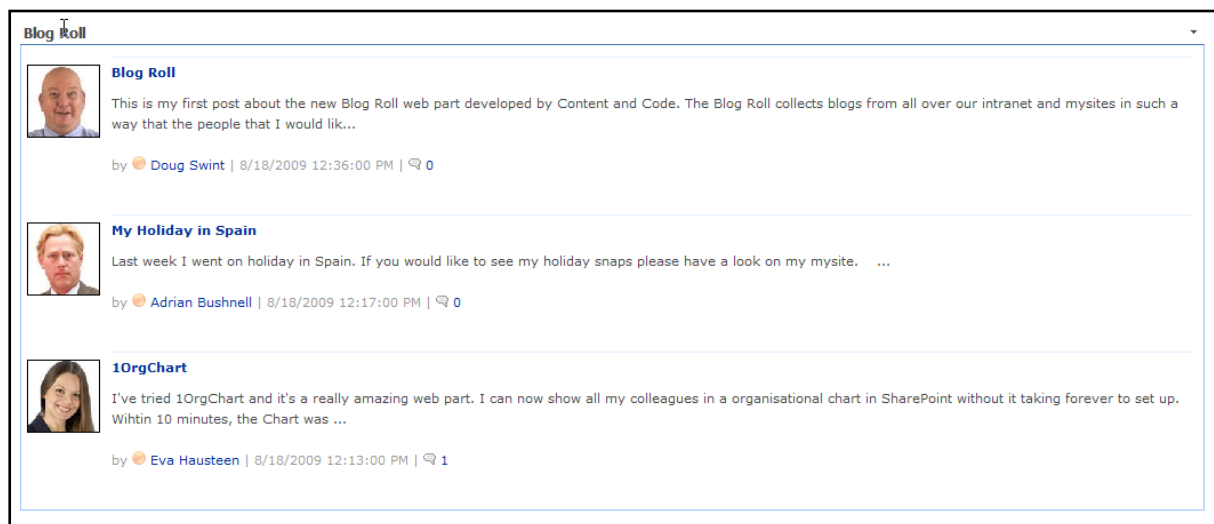 Blog Roll
Blog Roll
This is my first post about the new Blog Roll web part developed by Content and Code. The Blog Roll collects blogs from all over our intranet and mysites in such a
way that the people that I would lik...
by Doug Swint | 8/18/2009 12:36:00 PM | 0
My Holiday in Spain
Last week I went on holiday in Spain. If you would like to see my holiday snaps please have a look on my mysite. ...
by Adrian Bushnell | 8/18/2009 12:17:00 PM | 0
1OrgChart
I've tried 1OrgChart and it's a really amazing web part. I can now show all my colleagues in a organisational chart in SharePoint without it taking forever to set up.
Wihtin 10 minutes, the Chart was ...
by Eva Hausteen | 8/18/2009 12:13:00 PM | 1